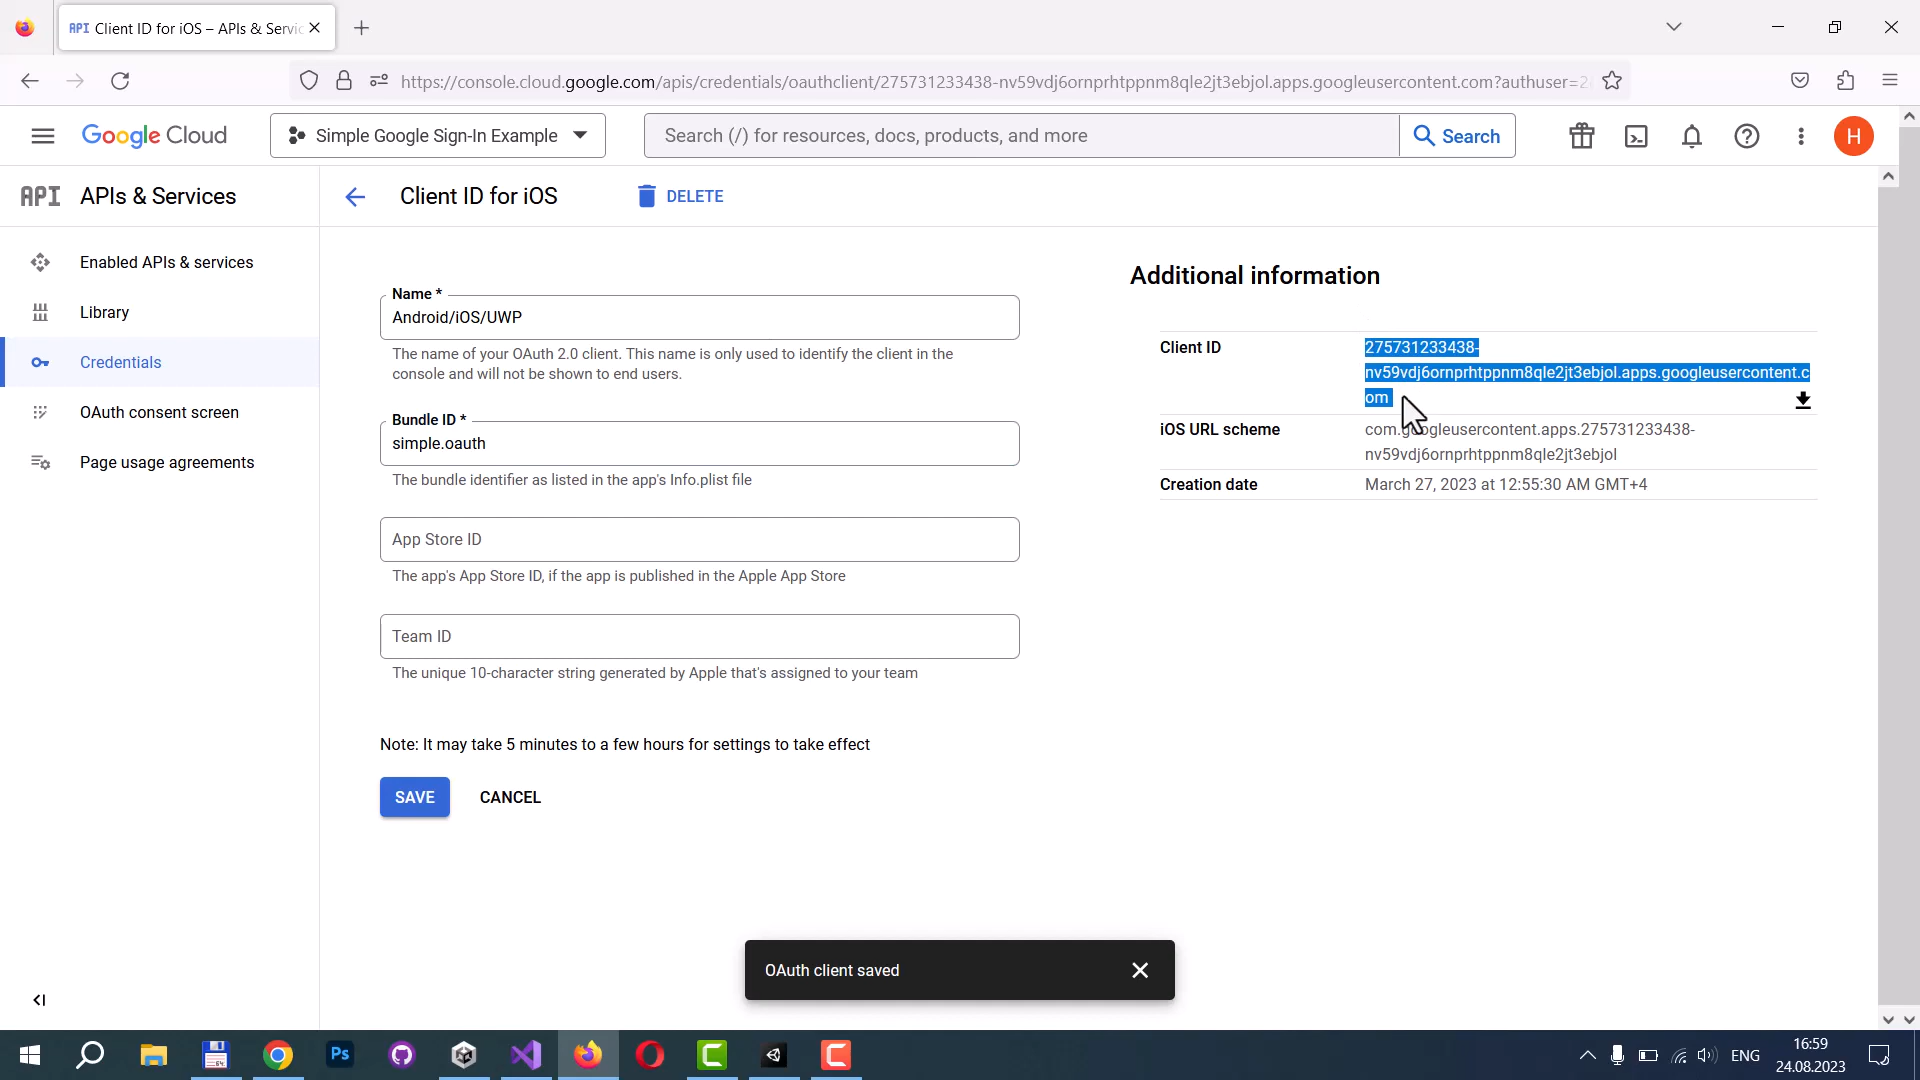 API Client ID for iOS – APIs & Servic
https://console.cloud.google.com/apis/credentials/oauthclient/275731233438-nv59vdj6ornprhtppnm8qle2jt3ebjol.apps.googleusercontent.com?authuser=2
Google Cloud
Simple Google Sign-In Example
Search (/) for resources, docs, products, and more
Search
H
API APIs & Services
Client ID for iOS
DELETE
Enabled APIs & services
Library
Credentials
OAuth consent screen
Page usage agreements
Name *
Android/iOS/UWP
The name of your OAuth 2.0 client. This name is only used to identify the client in the
console and will not be shown to end users.
Bundle ID *
simple.oauth
The bundle identifier as listed in the app's Info.plist file
App Store ID
The app's App Store ID, if the app is published in the Apple App Store
Team ID
The unique 10-character string generated by Apple that's assigned to your team
Note: It may take 5 minutes to a few hours for settings to take effect
SAVE
CANCEL
Additional information
Client ID
275731233438-
nv59vdj6ornprhtppnm8qle2jt3ebjol.apps.googleusercontent.c
om
iOS URL scheme
com.googleusercontent.apps.275731233438-
nv59vdj6ornprhtppnm8qle2jt3ebjol
Creation date
March 27, 2023 at 12:55:30 AM GMT+4
OAuth client saved
64
Ps
ENG
16:59
24.08.2023